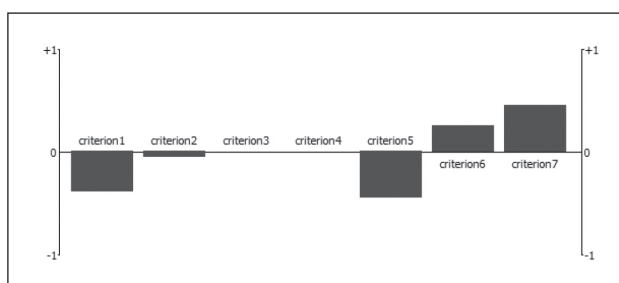 +1 +1
criterion1 criterion2 criterion3 criterion4 criterion5
0 0
criterion6 criterion7
-1 -1